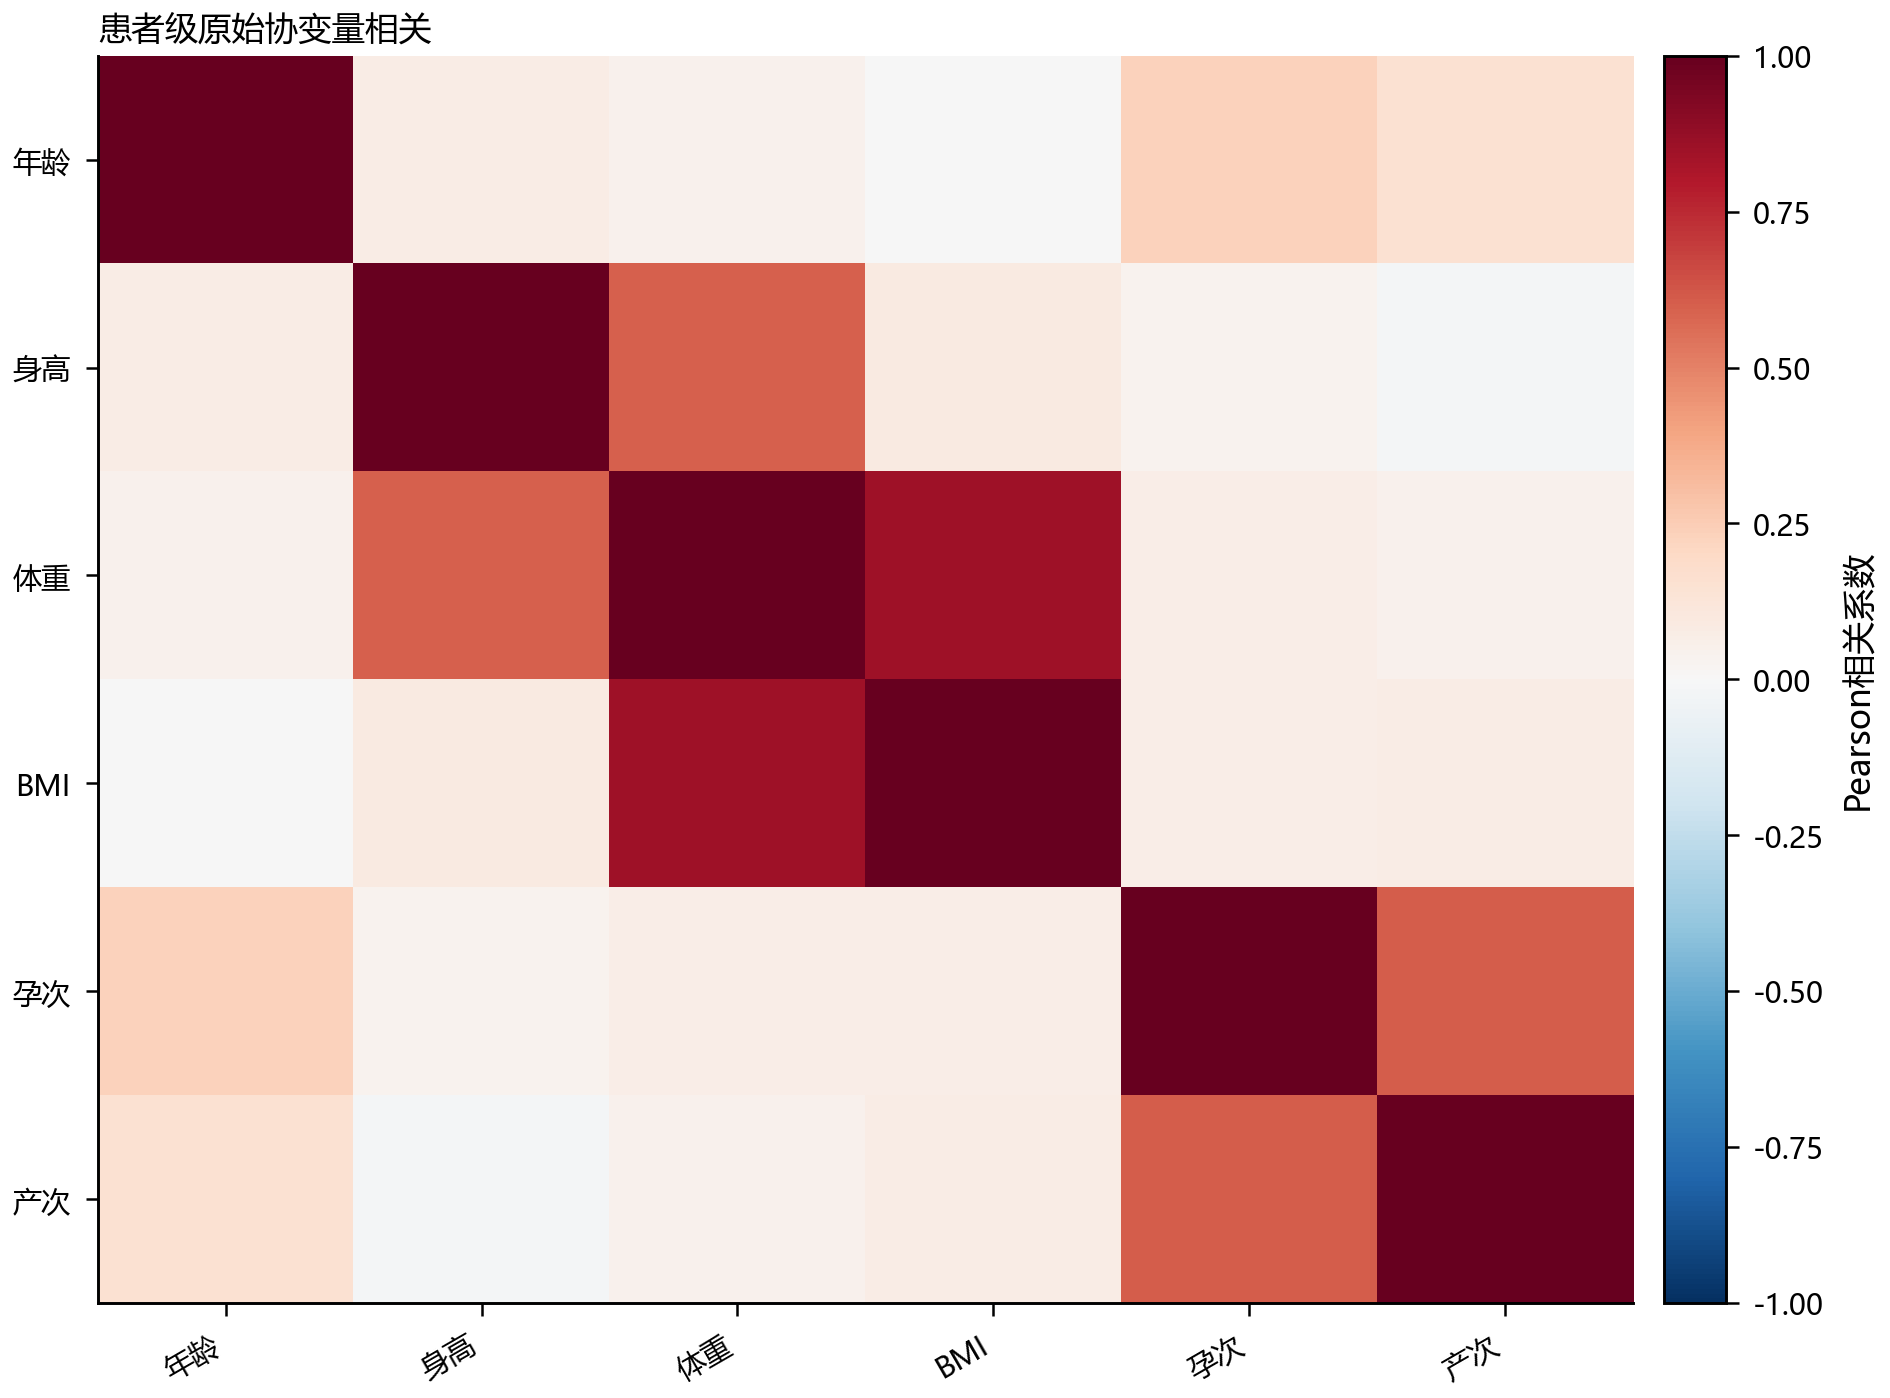 患者级原始协变量相关
年龄
身高
体重
BMI
孕次
产次
年龄
身高
体重
BMI
孕次
产次
1.00
0.75
0.50
0.25
0.00
-0.25
-0.50
-0.75
-1.00
Pearson相关系数